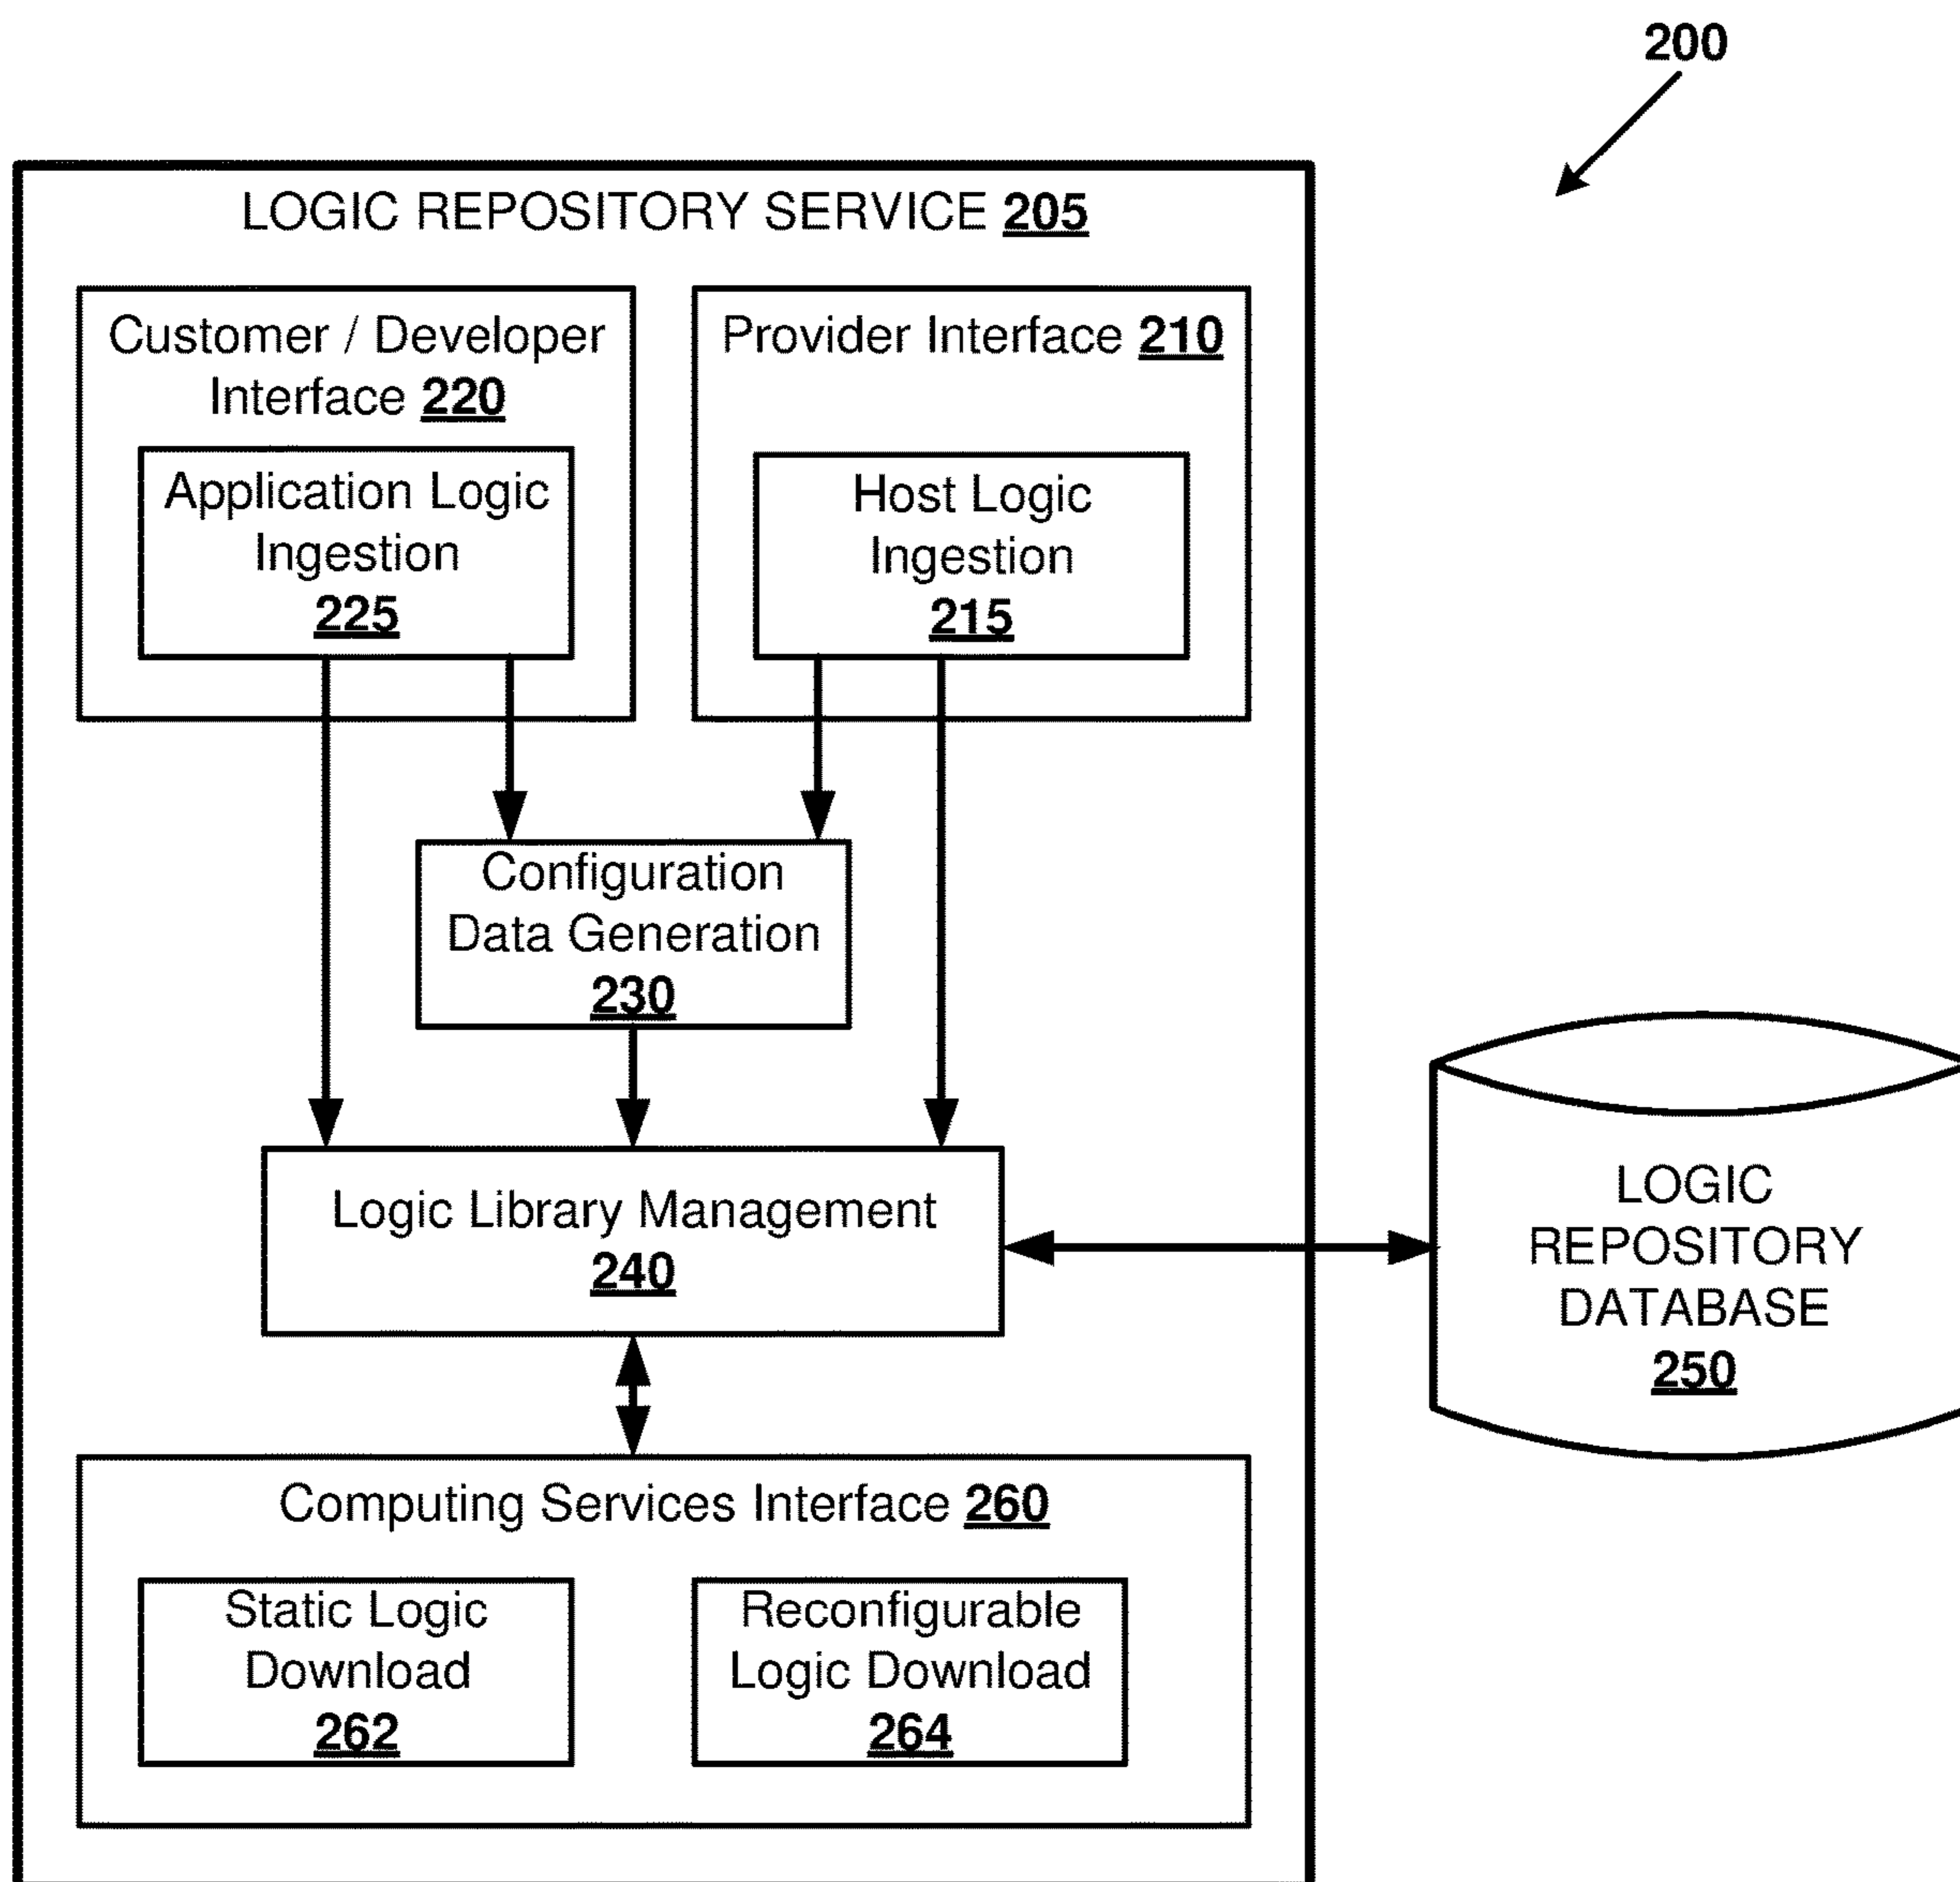 200
LOGIC REPOSITORY SERVICE 205
Customer / Developer
Interface 220
Application Logic
Ingestion
225
Provider Interface 210
Host Logic
Ingestion
215
Configuration
Data Generation
230
Logic Library Management
240
LOGIC
REPOSITORY
DATABASE
250
Computing Services Interface 260
Static Logic
Download
262
Reconfigurable
Logic Download
264